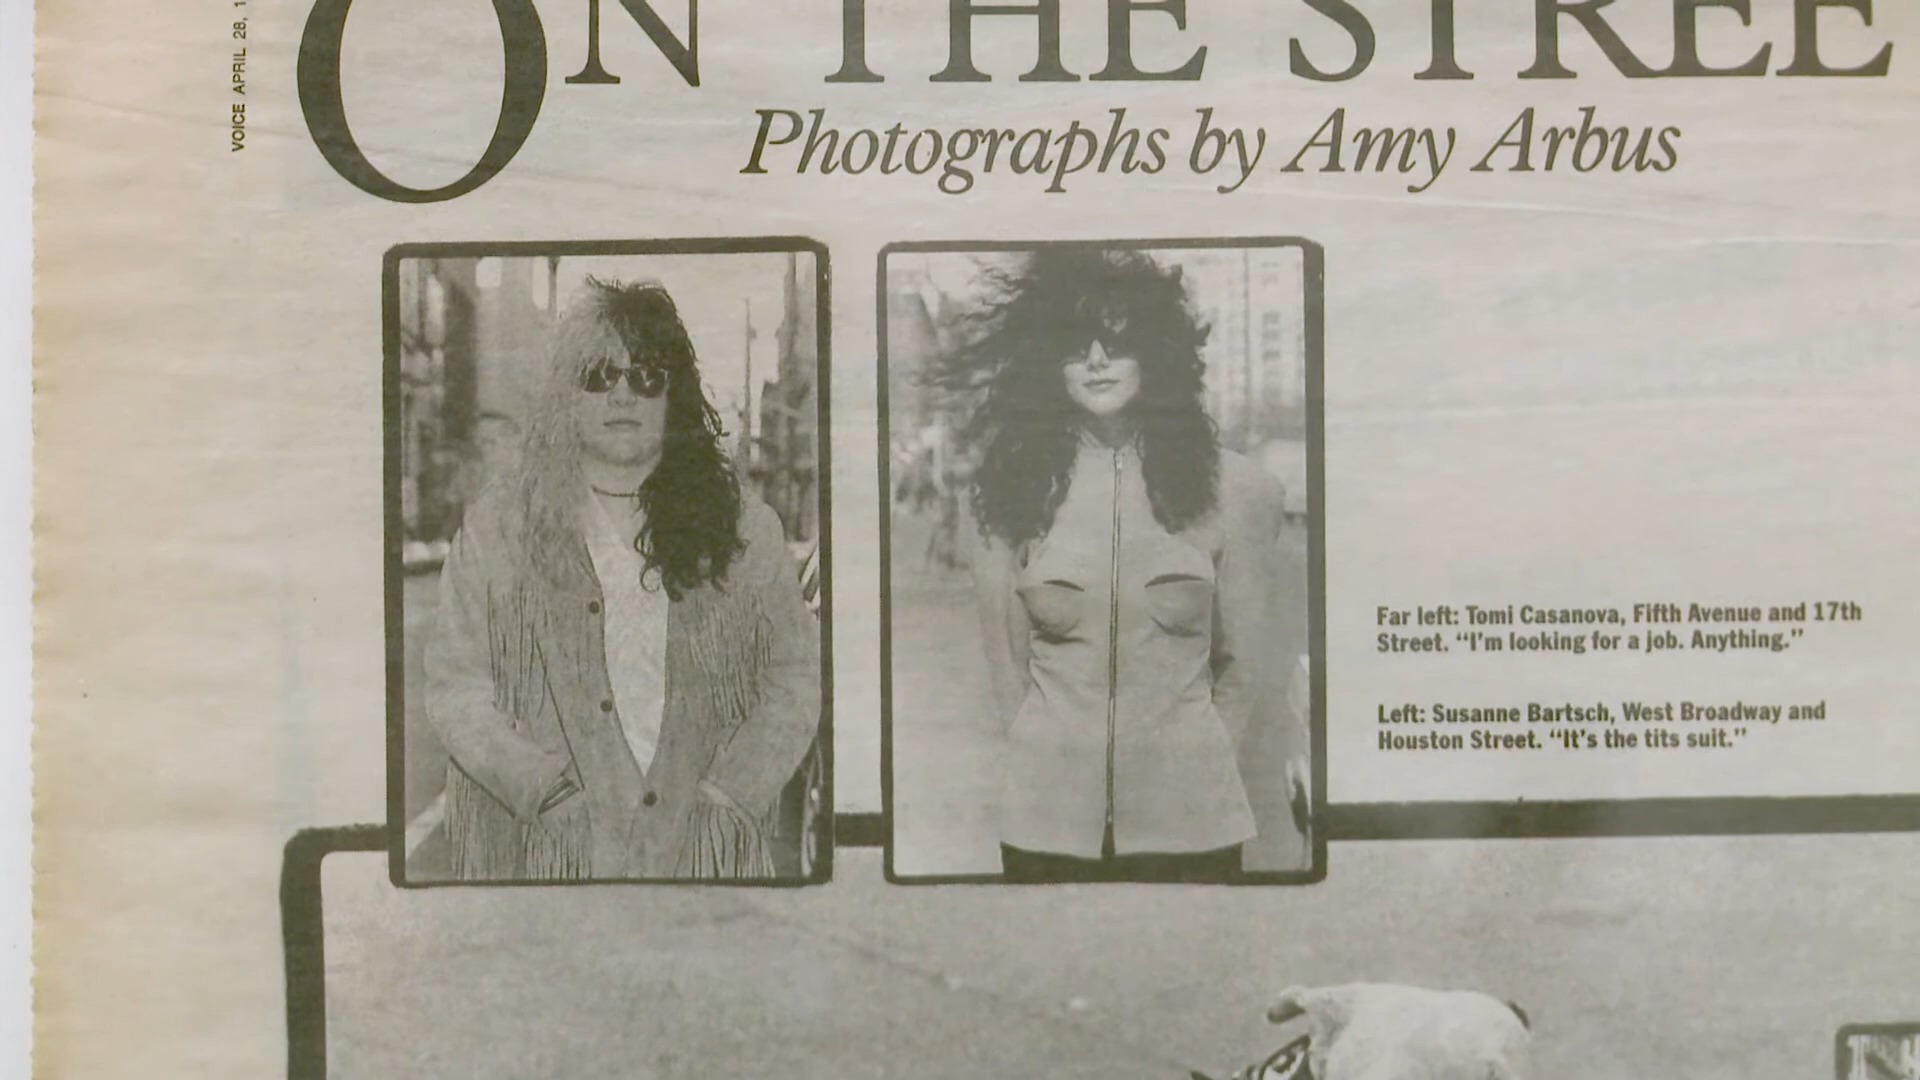 VOICE APRIL 28, 1
ON THE STREE
Photographs by Amy Arbus
Far left: Tomi Casanova, Fifth Avenue and 17th
Street. “I'm looking for a job. Anything.”
Left: Susanne Bartsch, West Broadway and
Houston Street. “It's the tits suit.”